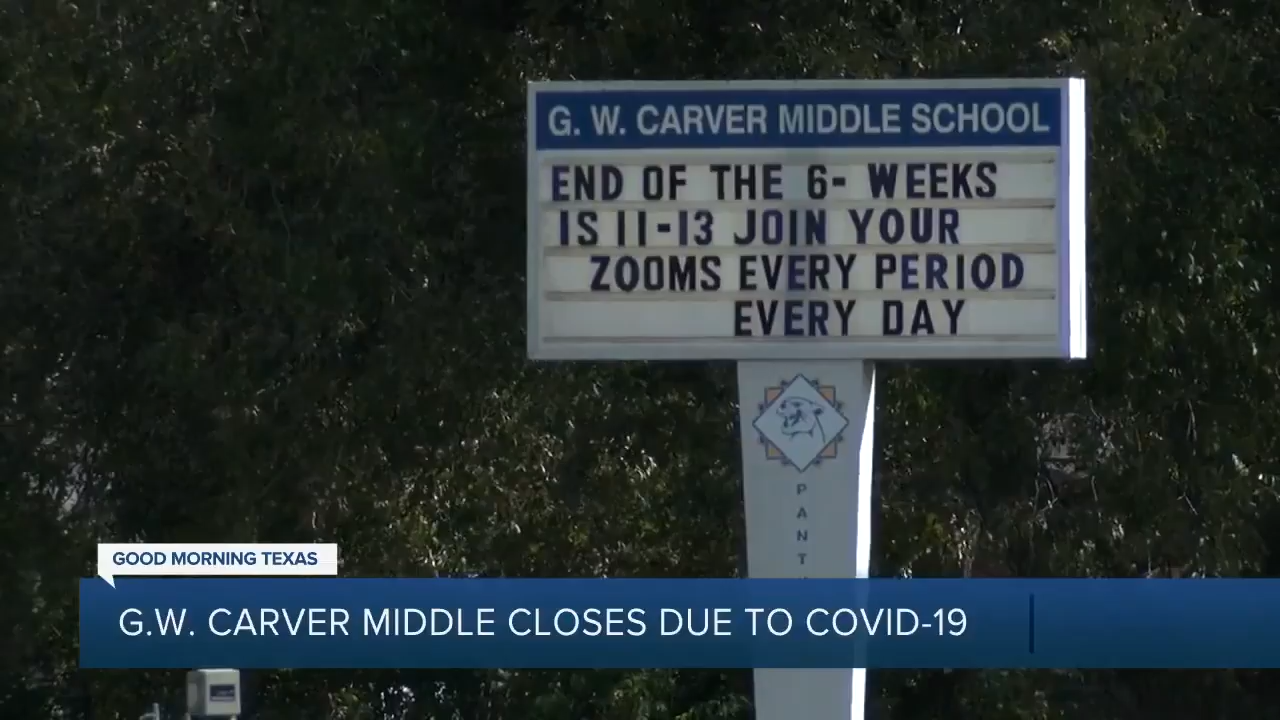 G. W. CARVER MIDDLE SCHOOL
END OF THE 6- WEEKS
IS 11-13 JOIN YOUR
ZOOMS EVERY PERIOD
EVERY DAY
P
A
N
T
GOOD MORNING TEXAS
G.W. CARVER MIDDLE CLOSES DUE TO COVID-19